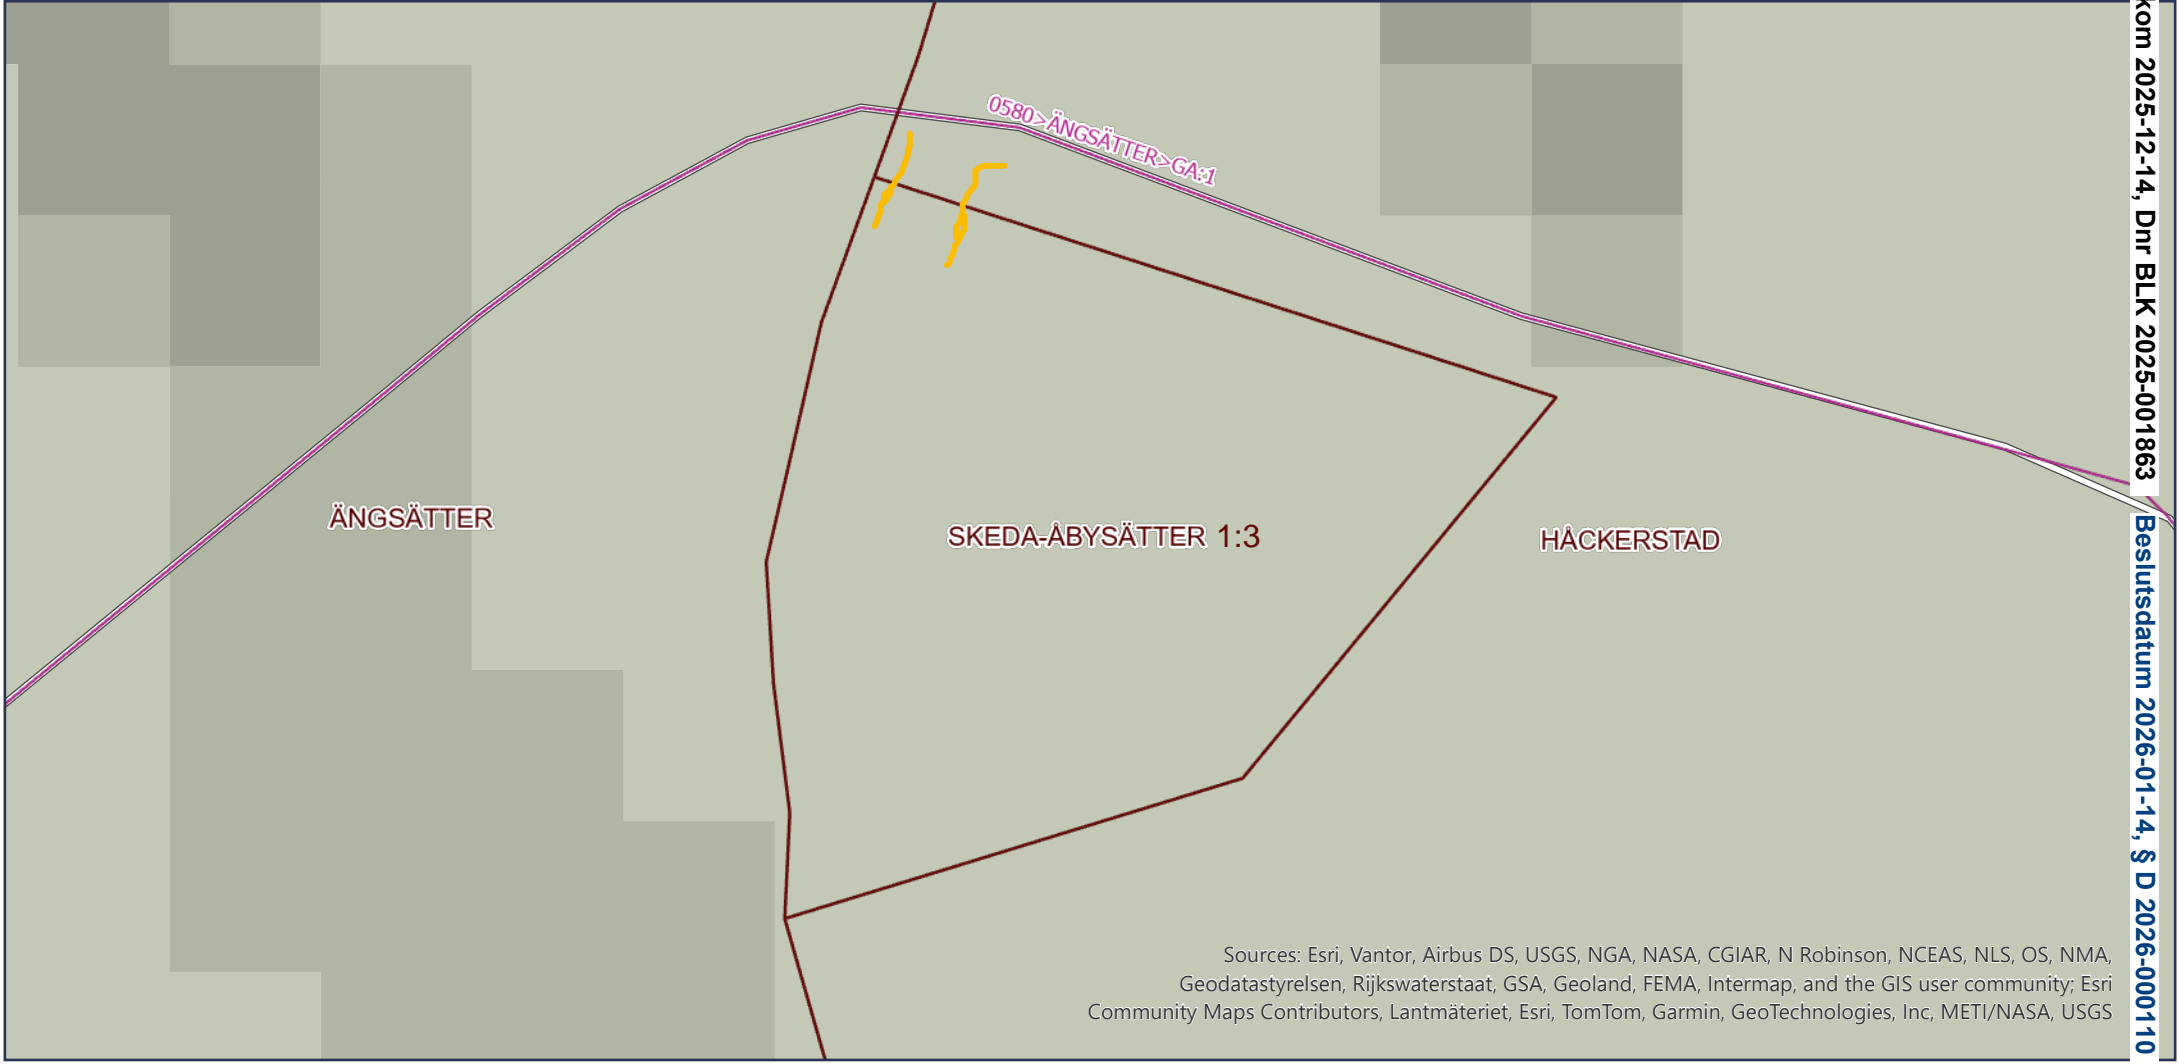 0580>ÄNGSÄTTER>GA:1
ÄNGSÄTTER
SKEDA-ÅBYSÄTTER 1:3
HÅCKERSTAD
kom 2025-12-14, Dnr BLK 2025-001863
Beslutsdatum 2026-01-14, § D 2026-000110
Sources: Esri, Vantor, Airbus DS, USGS, NGA, NASA, CGIAR, N Robinson, NCEAS, NLS, OS, NMA,
Geodatastyrelsen, Rijkswaterstaat, GSA, Geoland, FEMA, Intermap, and the GIS user community; Esri
Community Maps Contributors, Lantmäteriet, Esri, TomTom, Garmin, GeoTechnologies, Inc, METI/NASA, USGS